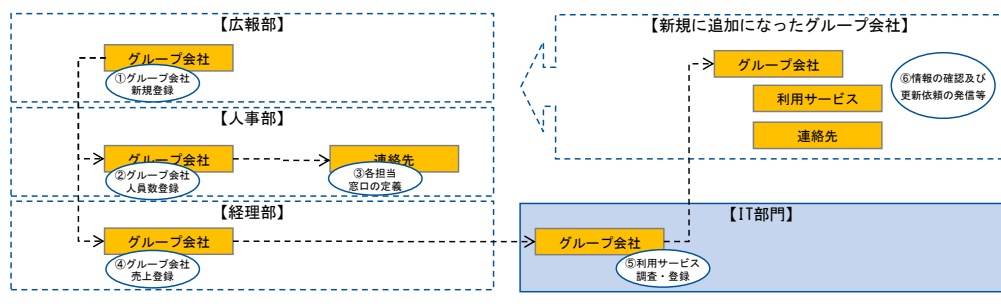 【広報部】
グループ会社
①グループ会社
新規登録
【人事部】
グループ会社
②グループ会社
人員数登録
連絡先
③各担当
窓口の定義
【経理部】
グループ会社
④グループ会社
売上登録
【新規に追加になったグループ会社】
グループ会社
利用サービス
連絡先
⑥情報の確認及び
更新依頼の発信等
【IT部門】
グループ会社
⑤利用サービス
調査・登録